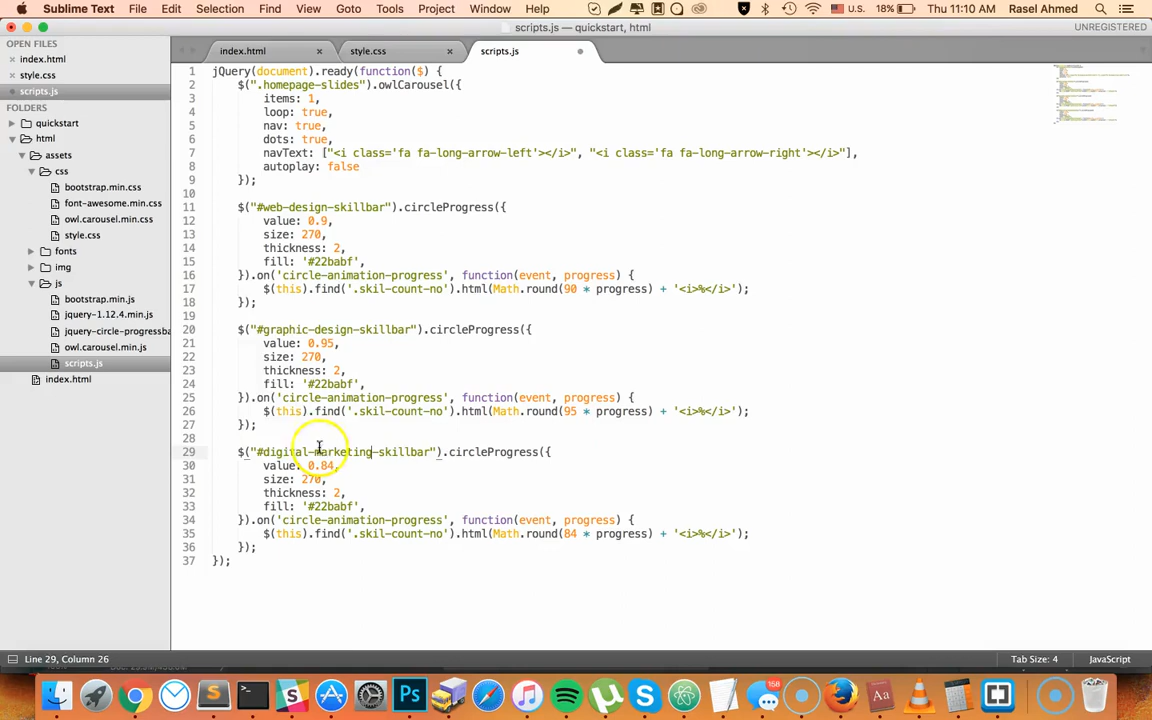 Sublime Text File Edit Selection Find View Goto Tools Project Window Help U.S. 18% Thu 11:10 AM Rasel Ahmed
scripts.js — quickstart, html UNREGISTERED
OPEN FILES
index.html
style.css
scripts.js
FOLDERS
quickstart
html
assets
css
bootstrap.min.css
font-awesome.min.css
owl.carousel.min.css
style.css
fonts
img
js
bootstrap.min.js
jquery-1.12.4.min.js
jquery-circle-progressba
owl.carousel.min.js
scripts.js
index.html
index.html × style.css × scripts.js
1 jQuery(document).ready(function($) {
2 $(".homepage-slides").owlCarousel({
3 items: 1,
4 loop: true,
5 nav: true,
6 dots: true,
7 navText: ["<i class='fa fa-long-arrow-left'></i>", "<i class='fa fa-long-arrow-right'></i>"],
8 autoplay: false
9 });
10
11 $("#web-design-skillbar").circleProgress({
12 value: 0.9,
13 size: 270,
14 thickness: 2,
15 fill: '#22babf',
16 }).on('circle-animation-progress', function(event, progress) {
17 $(this).find('.skil-count-no').html(Math.round(90 * progress) + '<i>%</i>');
18 });
19
20 $("#graphic-design-skillbar").circleProgress({
21 value: 0.95,
22 size: 270,
23 thickness: 2,
24 fill: '#22babf',
25 }).on('circle-animation-progress', function(event, progress) {
26 $(this).find('.skil-count-no').html(Math.round(95 * progress) + '<i>%</i>');
27 });
28
29 $("#digital-marketing-skillbar").circleProgress({
30 value: 0.84,
31 size: 270,
32 thickness: 2,
33 fill: '#22babf',
34 }).on('circle-animation-progress', function(event, progress) {
35 $(this).find('.skil-count-no').html(Math.round(84 * progress) + '<i>%</i>');
36 });
37 });
Line 29, Column 26 Tab Size: 4 JavaScript
158